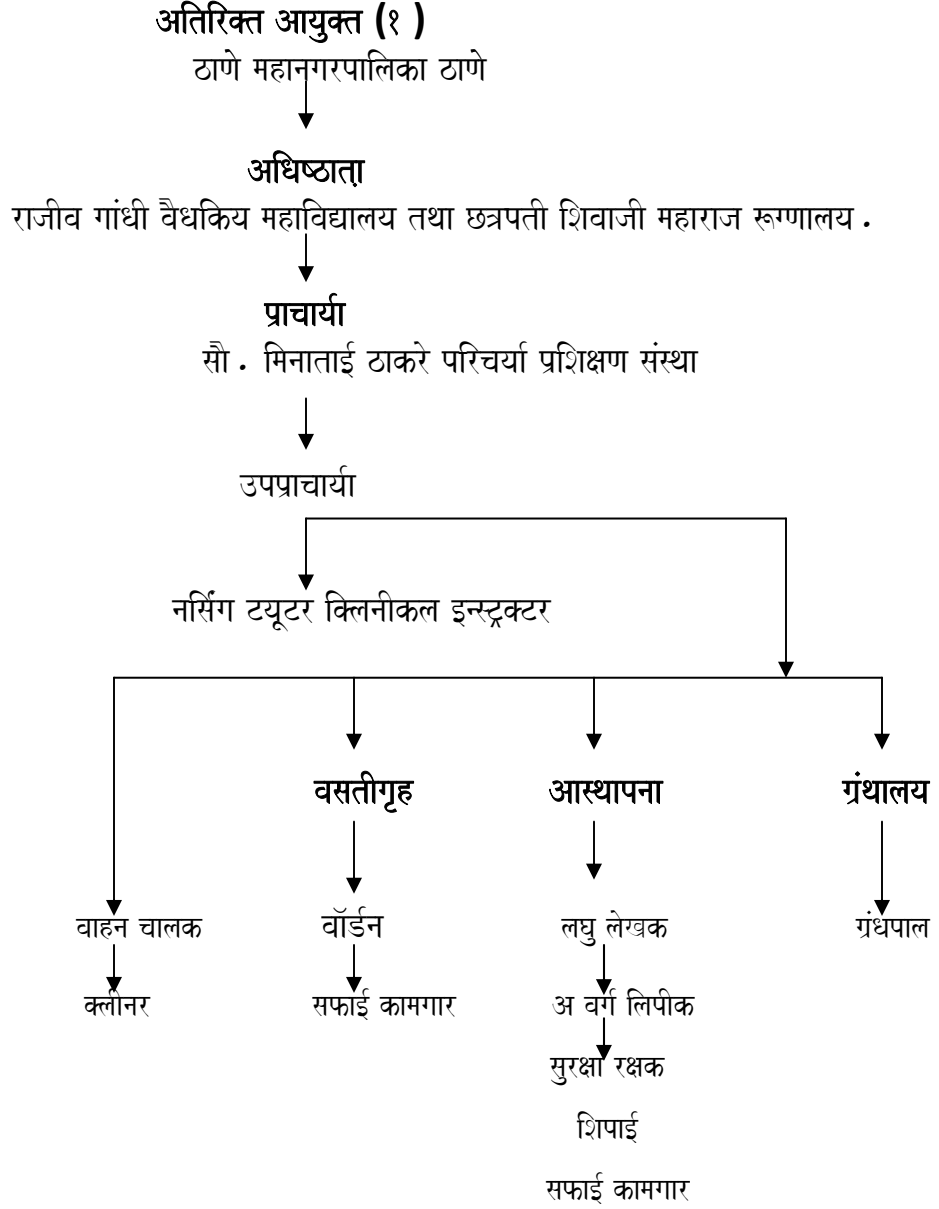 अतिरिक्त आयुक्त (१ )
ठाणे महानगरपालिका ठाणे
अधिष्ठाता़
राजीव गांधी वैधकिय महाविद्यालय तथा छत्रपती शिवाजी महाराज रूग्णालय .
प्राचार्या
सौ . मिनाताई ठाकरे परिचर्या प्रशिक्षण संस्था
उपप्राचार्या
नर्सिंग टयूटर क्लिनीकल इन्स्ट्रक्टर
वसतीगृह आस्थापना ग्रंथालय
वाहन चालक वॉर्डन लघु लेखक ग्रंधपाल
क्लीनर सफाई कामगार अ वर्ग लिपीक
सुरक्षा रक्षक
शिपाई
सफाई कामगार